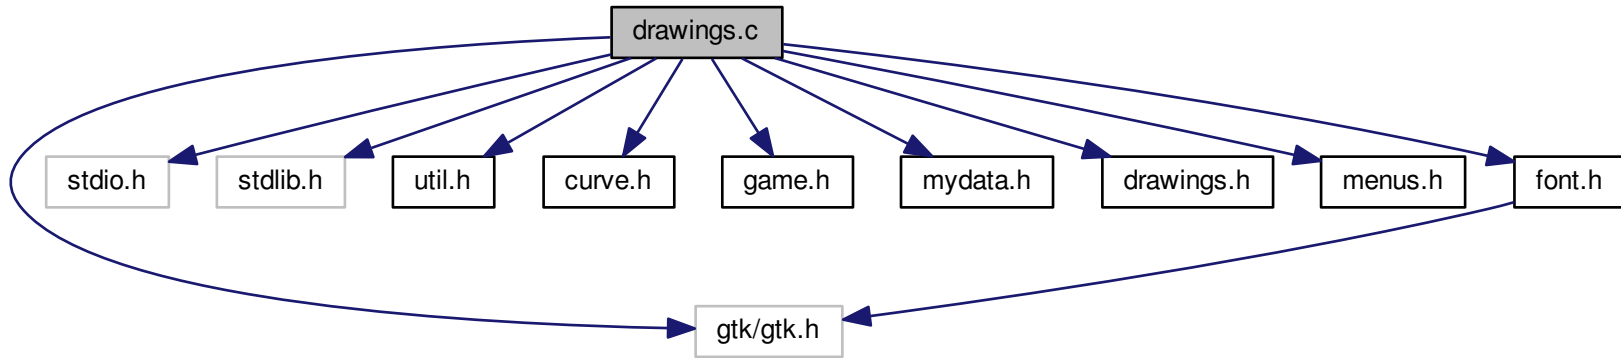 drawings.c
stdio.h
stdlib.h
util.h
curve.h
game.h
mydata.h
drawings.h
menus.h
font.h
gtk/gtk.h